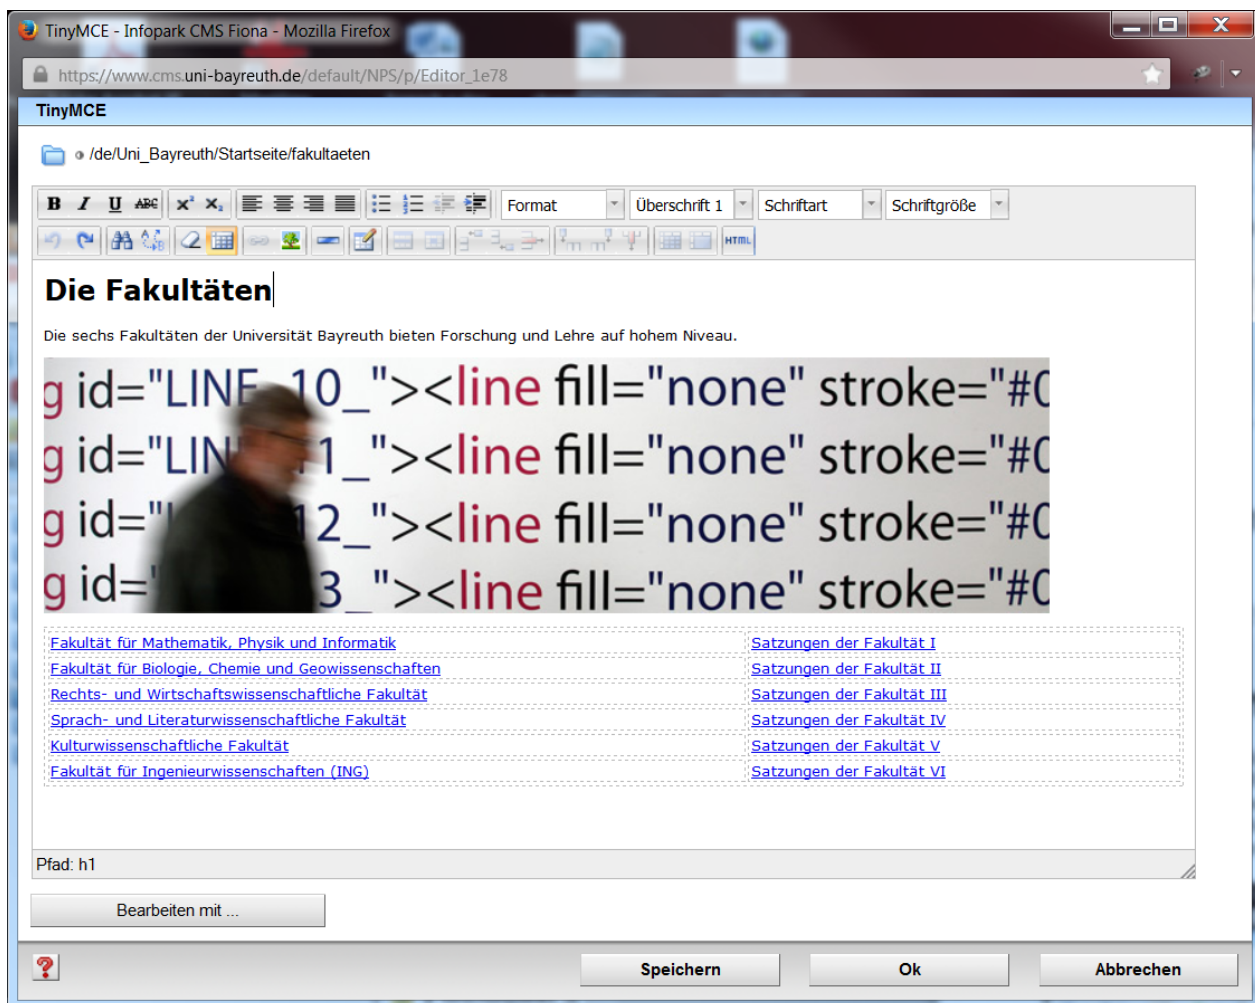 TinyMCE - Infopark CMS Fiona - Mozilla Firefox
https://www.cms.uni-bayreuth.de/default/NPS/p/Editor_1e78
TinyMCE
/de/Uni_Bayreuth/Startseite/fakultaeten
B I U ABC x² x₂ Format Überschrift 1 Schriftart Schriftgröße
HTML
Die Fakultäten
Die sechs Fakultäten der Universität Bayreuth bieten Forschung und Lehre auf hohem Niveau.
g id="LINE_10_"><line fill="none" stroke="#0
g id="LIN 1_"><line fill="none" stroke="#0
g id=" 2_"><line fill="none" stroke="#0
g id=" 3_"><line fill="none" stroke="#0
Fakultät für Mathematik, Physik und Informatik Satzungen der Fakultät I
Fakultät für Biologie, Chemie und Geowissenschaften Satzungen der Fakultät II
Rechts- und Wirtschaftswissenschaftliche Fakultät Satzungen der Fakultät III
Sprach- und Literaturwissenschaftliche Fakultät Satzungen der Fakultät IV
Kulturwissenschaftliche Fakultät Satzungen der Fakultät V
Fakultät für Ingenieurwissenschaften (ING) Satzungen der Fakultät VI
Pfad: h1
Bearbeiten mit ...
? Speichern Ok Abbrechen